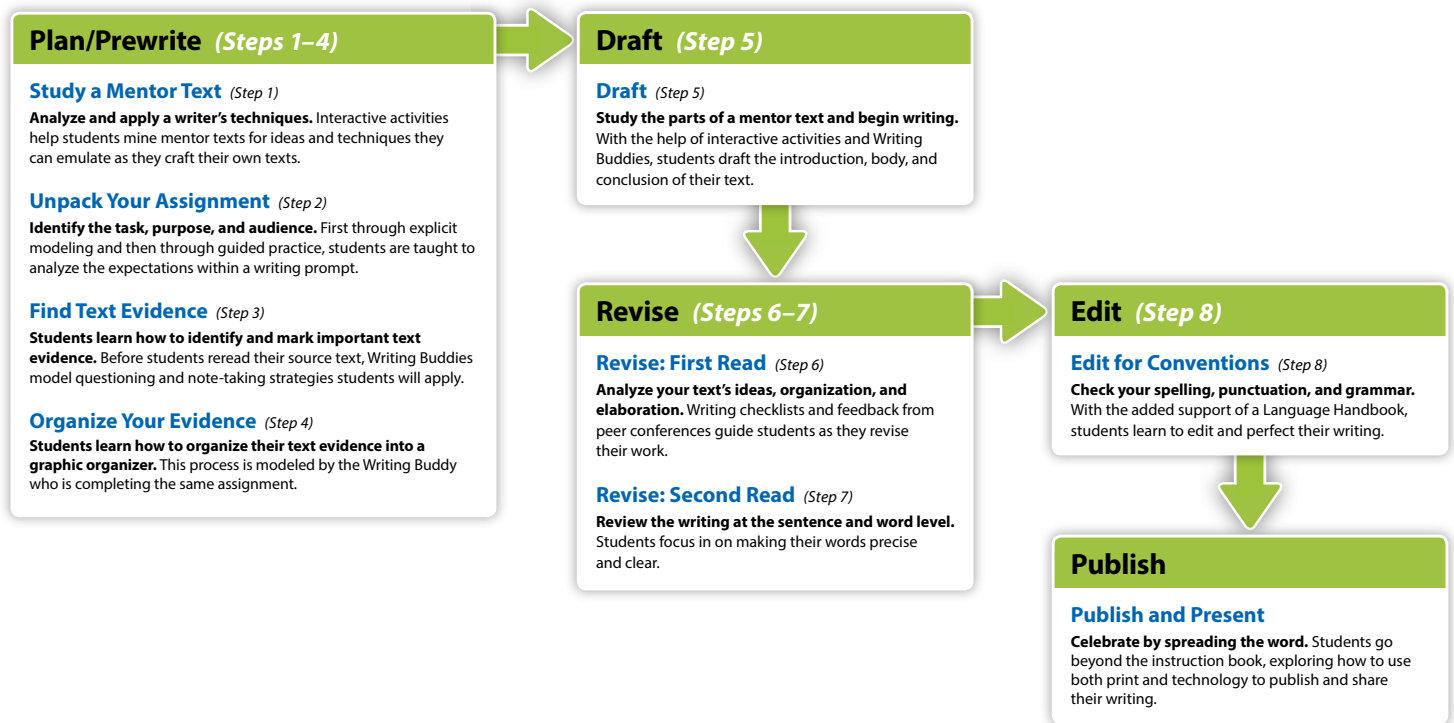 Plan/Prewrite (Steps 1–4)
Study a Mentor Text (Step 1)
Analyze and apply a writer's techniques. Interactive activities
help students mine mentor texts for ideas and techniques they
can emulate as they craft their own texts.
Unpack Your Assignment (Step 2)
Identify the task, purpose, and audience. First through explicit
modeling and then through guided practice, students are taught to
analyze the expectations within a writing prompt.
Find Text Evidence (Step 3)
Students learn how to identify and mark important text
evidence. Before students reread their source text, Writing Buddies
model questioning and note-taking strategies students will apply.
Organize Your Evidence (Step 4)
Students learn how to organize their text evidence into a
graphic organizer. This process is modeled by the Writing Buddy
who is completing the same assignment.
Draft (Step 5)
Draft (Step 5)
Study the parts of a mentor text and begin writing.
With the help of interactive activities and Writing
Buddies, students draft the introduction, body, and
conclusion of their text.
Revise (Steps 6–7)
Revise: First Read (Step 6)
Analyze your text's ideas, organization, and
elaboration. Writing checklists and feedback from
peer conferences guide students as they revise
their work.
Revise: Second Read (Step 7)
Review the writing at the sentence and word level.
Students focus in on making their words precise
and clear.
Edit (Step 8)
Edit for Conventions (Step 8)
Check your spelling, punctuation, and grammar.
With the added support of a Language Handbook,
students learn to edit and perfect their writing.
Publish
Publish and Present
Celebrate by spreading the word. Students go
beyond the instruction book, exploring how to use
both print and technology to publish and share
their writing.